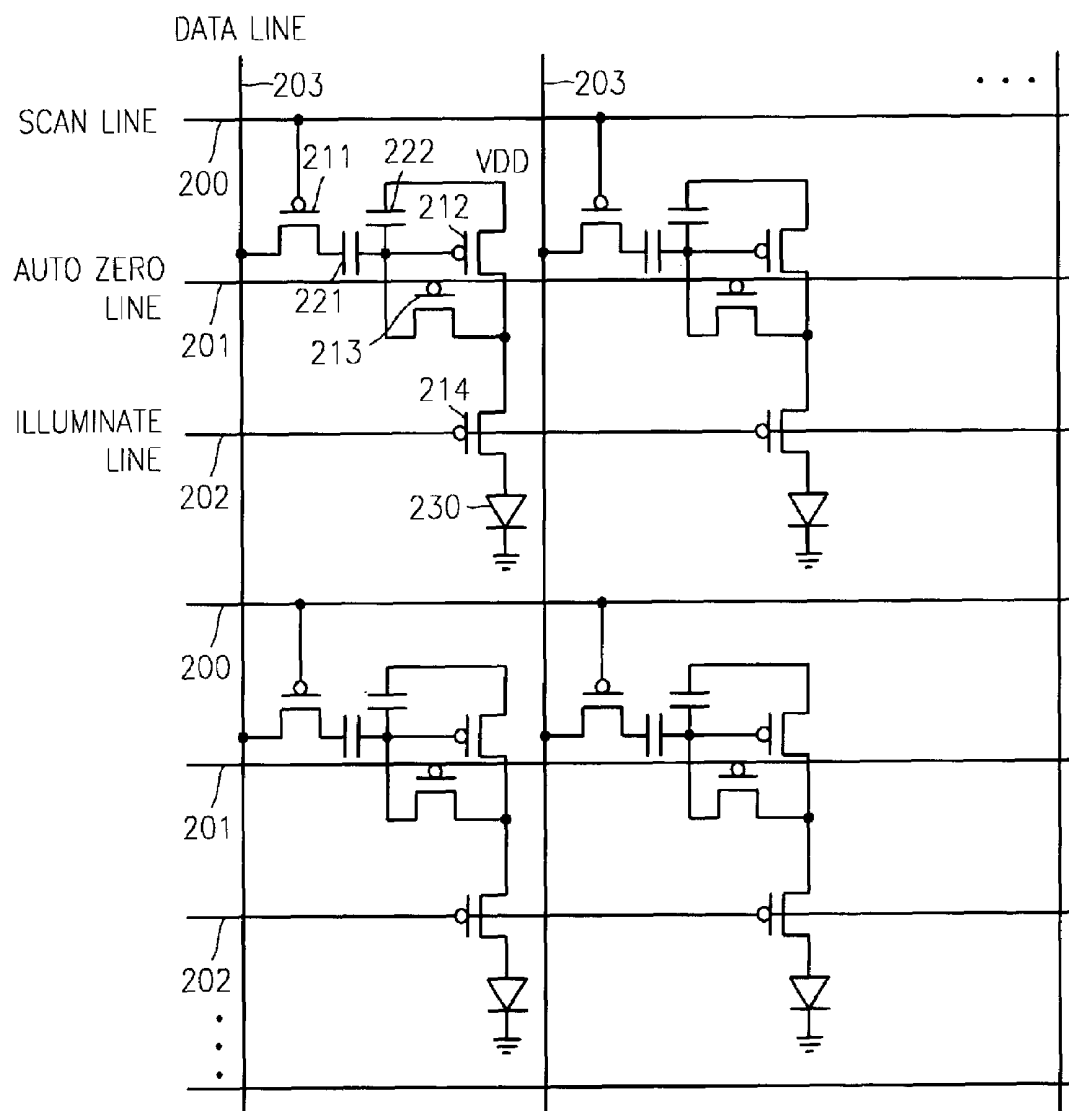 DATA LINE
203
203
SCAN LINE
200
211
222
VDD
212
AUTO ZERO
LINE
221
201
213
214
ILLUMINATE
LINE
202
230
200
201
202